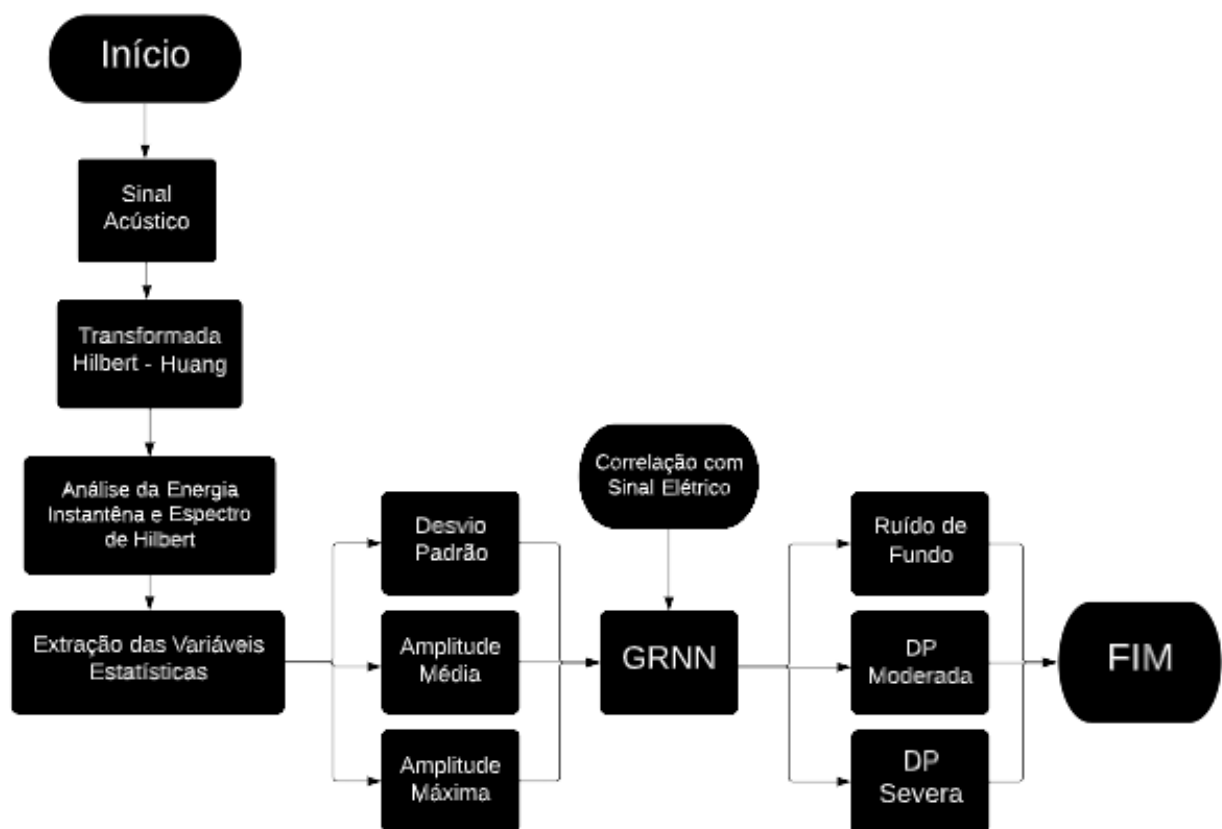 Início
Sinal
Acústico
Transformada
Hilbert - Huang
Análise da Energia
Instantêna e Espectro
de Hilbert
Extração das Variáveis
Estatísticas
Desvio
Padrão
Amplitude
Média
Amplitude
Máxima
Correlação com
Sinal Elétrico
GRNN
Ruído de
Fundo
DP
Moderada
DP
Severa
FIM